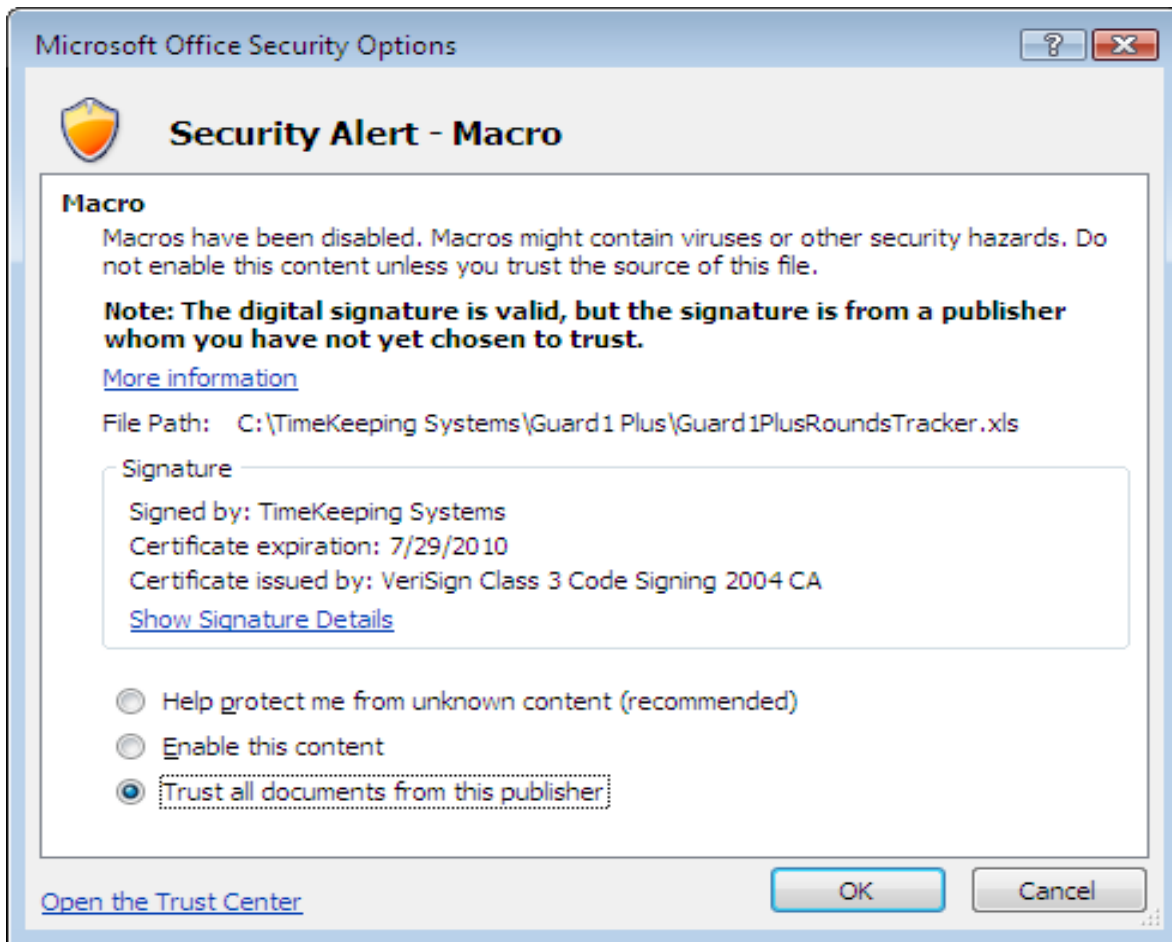 Microsoft Office Security Options
?
Security Alert - Macro
Macro
Macros have been disabled. Macros might contain viruses or other security hazards. Do
not enable this content unless you trust the source of this file.
Note: The digital signature is valid, but the signature is from a publisher
whom you have not yet chosen to trust.
More information
File Path: C:\TimeKeeping Systems\Guard1 Plus\Guard1PlusRoundsTracker.xls
Signature
Signed by: TimeKeeping Systems
Certificate expiration: 7/29/2010
Certificate issued by: VeriSign Class 3 Code Signing 2004 CA
Show Signature Details
Help protect me from unknown content (recommended)
Enable this content
Trust all documents from this publisher
Open the Trust Center
OK
Cancel